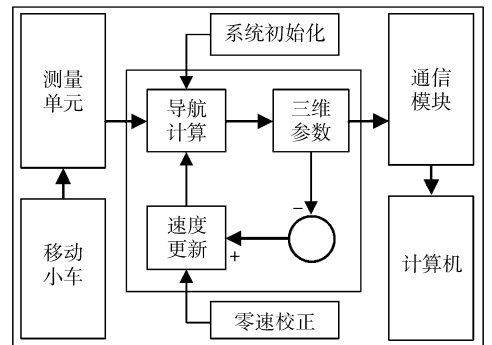 系统初始化
测量
单元
导航
计算
三维
参数
通信
模块
−
移动
小车
速度
更新
+
计算机
零速校正